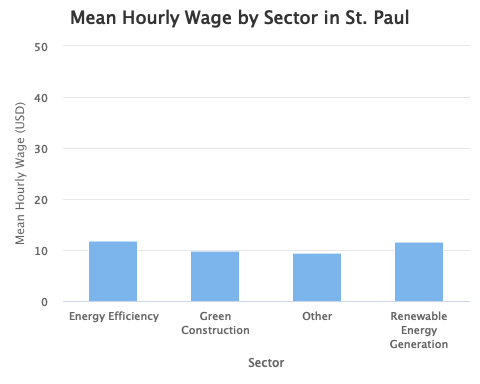 Mean Hourly Wage by Sector in St. Paul
50
40
30
20
10
0
Mean Hourly Wage (USD)
Energy Efficiency
Green
Construction
Other
Renewable
Energy
Generation
Sector